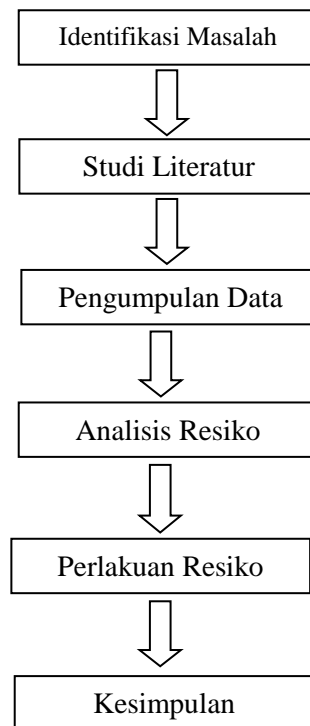 Identifikasi Masalah
Studi Literatur
Pengumpulan Data
Analisis Resiko
Perlakuan Resiko
Kesimpulan